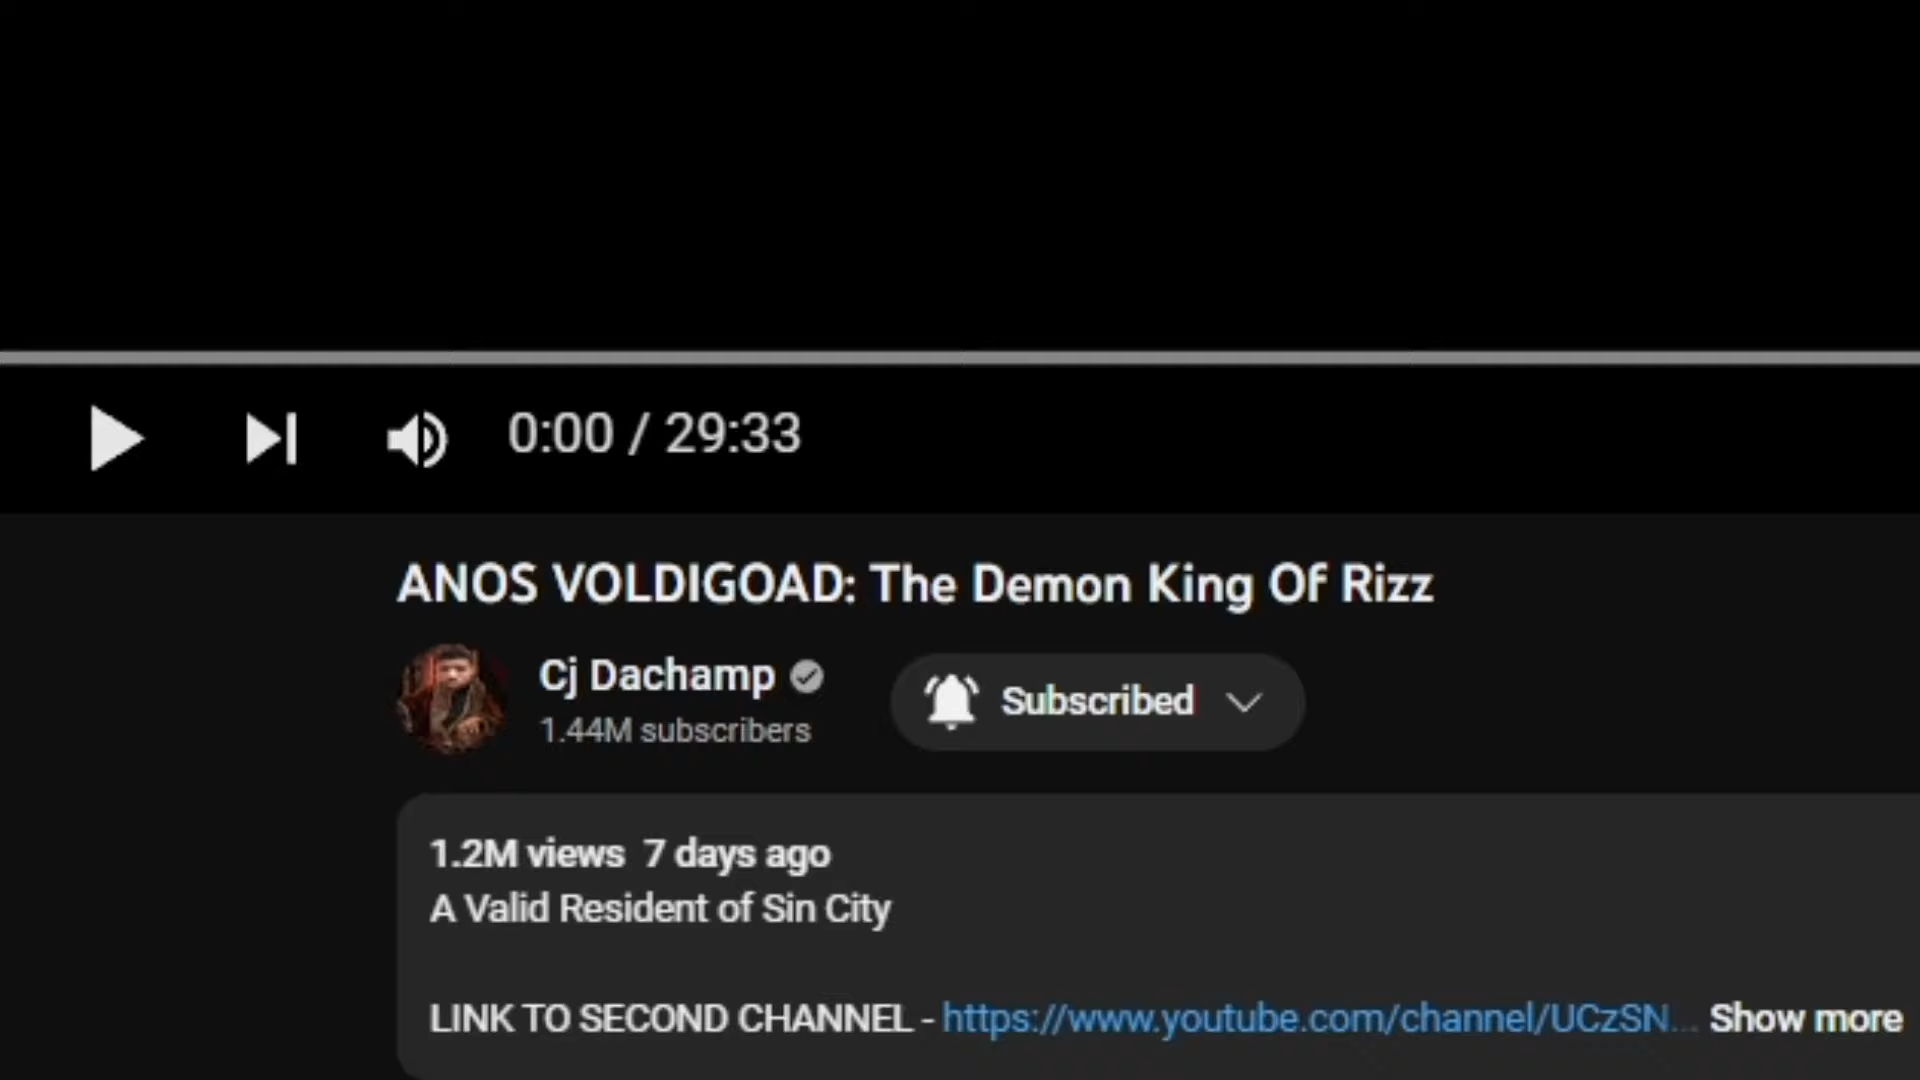 0:00 / 29:33
ANOS VOLDIGOAD: The Demon King Of Rizz
Cj Dachamp
1.44M subscribers
Subscribed
1.2M views 7 days ago
A Valid Resident of Sin City
LINK TO SECOND CHANNEL - https://www.youtube.com/channel/UCzSN... Show more